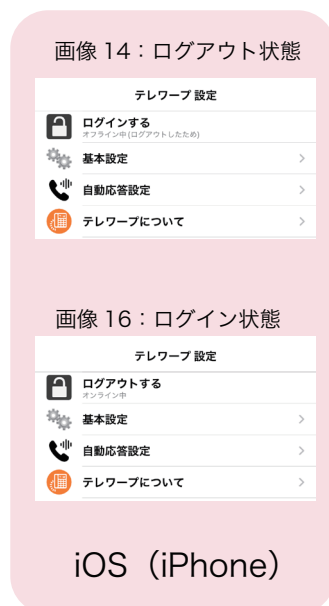 画像 14：ログアウト状態
テレワープ 設定
ログインする
オフライン中(ログアウトしたため)
基本設定
自動応答設定
テレワープについて
画像 16：ログイン状態
テレワープ 設定
ログアウトする
オンライン中
基本設定
自動応答設定
テレワープについて
iOS（iPhone）